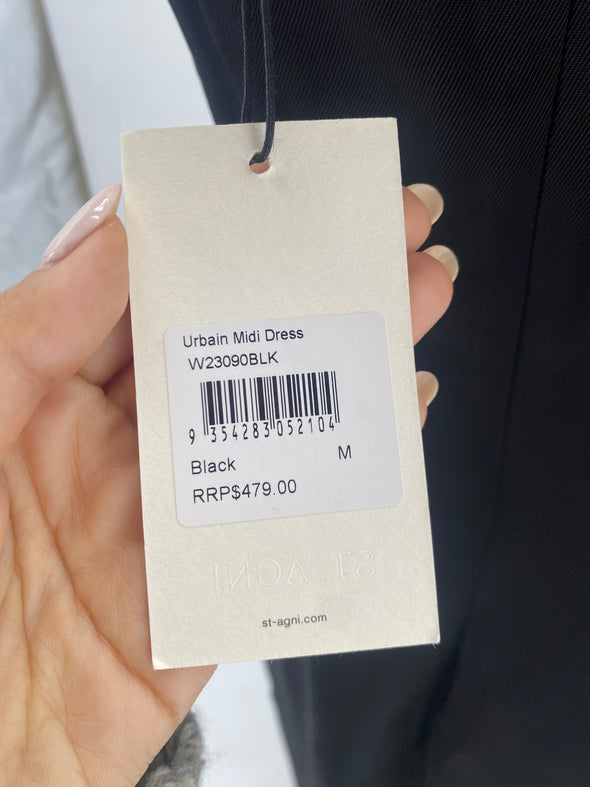 Urbain Midi Dress
W23090BLK
9 354283 052104
Black M
RRP$479.00
ST. AGNI
st-agni.com